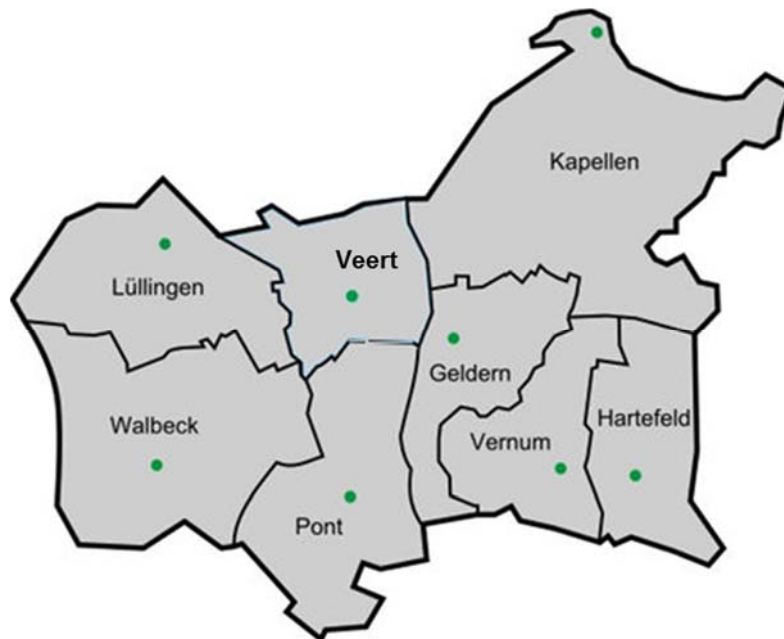 Kapellen
Veert
Lüllingen
Geldern
Hartefeld
Walbeck
Vernum
Pont